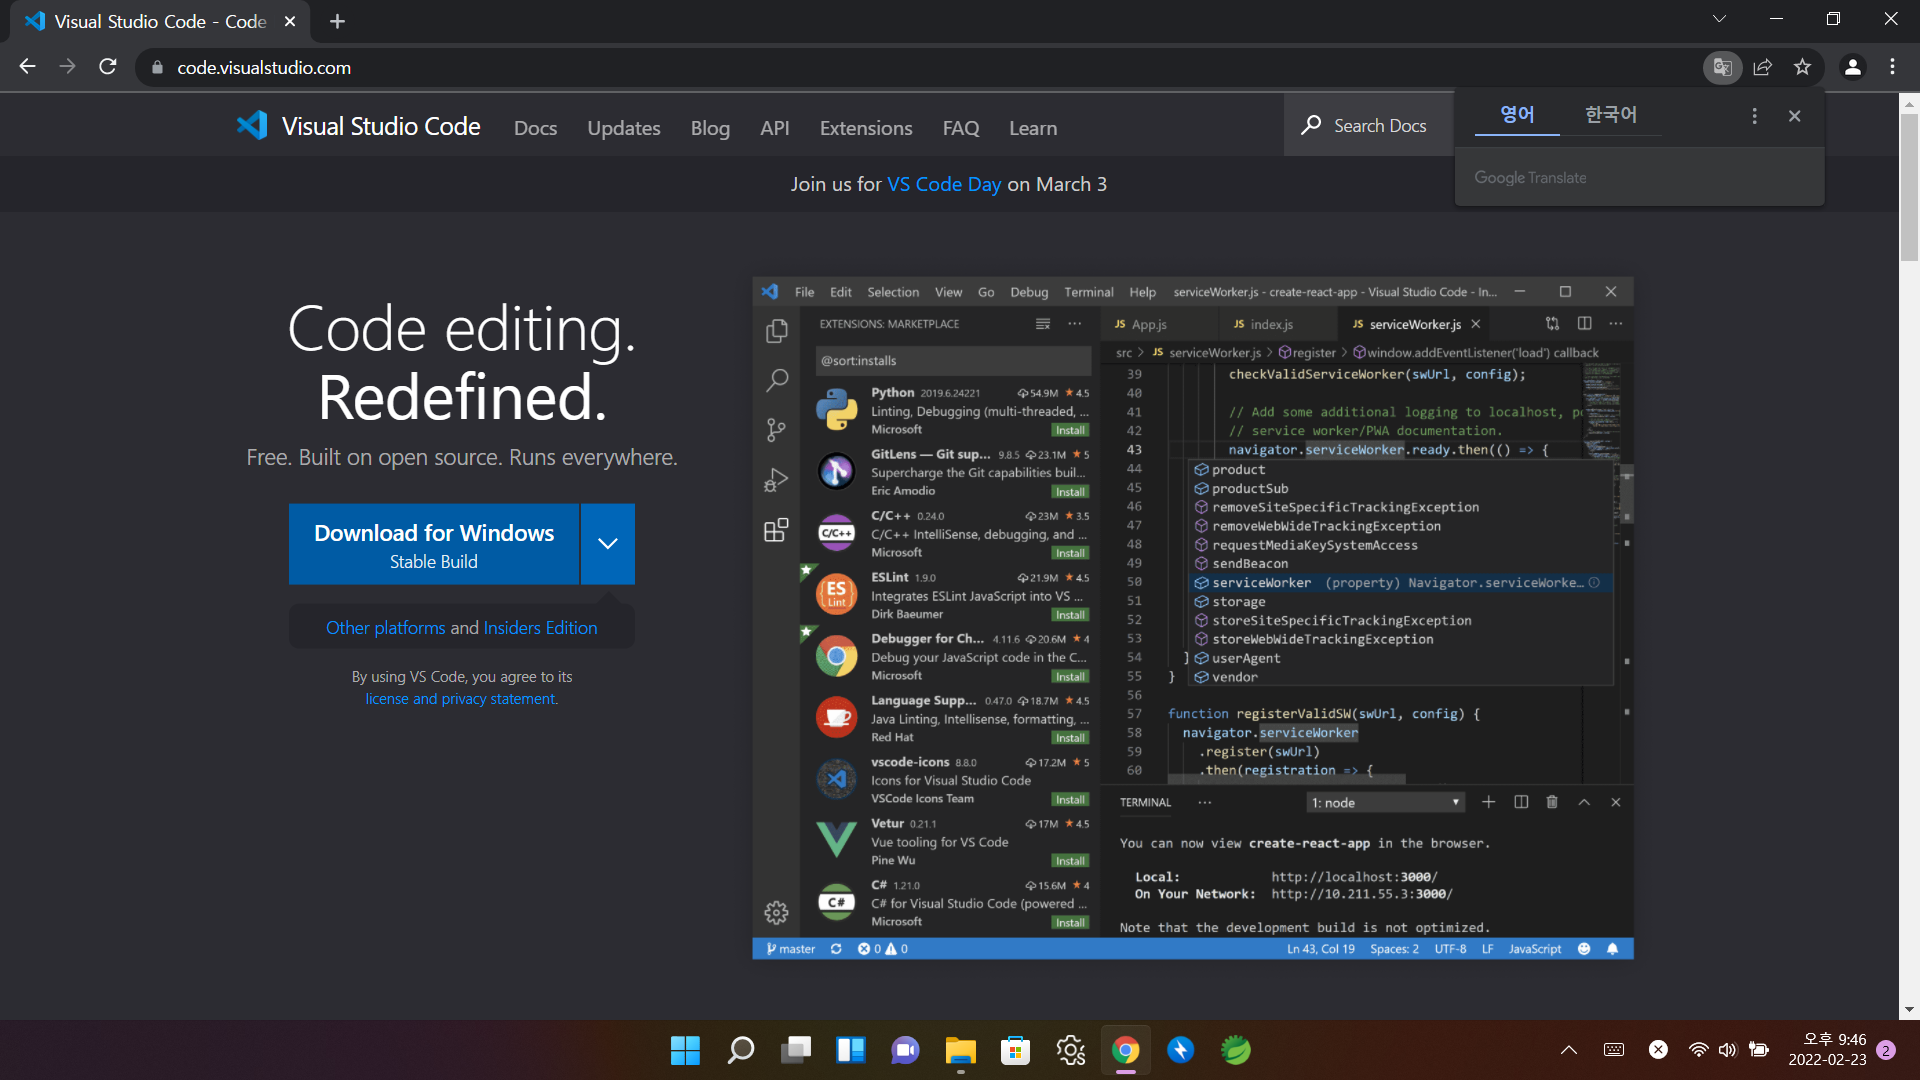 Visual Studio Code - Code
code.visualstudio.com
Visual Studio Code
Docs
Updates
Blog
API
Extensions
FAQ
Learn
Search Docs
영어
한국어
Google Translate
Join us for VS Code Day on March 3
Code editing.
Redefined.
Free. Built on open source. Runs everywhere.
Download for Windows
Stable Build
Other platforms and Insiders Edition
By using VS Code, you agree to its
license and privacy statement.
File Edit Selection View Go Debug Terminal Help serviceWorker.js - create-react-app - Visual Studio Code - In...
EXTENSIONS: MARKETPLACE
@sort:installs
Python 2019.6.24221 54.9M ★ 4.5
Linting, Debugging (multi-threaded, ...
Microsoft Install
GitLens — Git sup... 9.8.5 23.1M ★ 5
Supercharge the Git capabilities buil...
Eric Amodio Install
C/C++
C/C++ 0.24.0 23M ★ 3.5
C/C++ IntelliSense, debugging, and ...
Microsoft Install
ES
Lint
ESLint 1.9.0 21.9M ★ 4.5
Integrates ESLint JavaScript into VS ...
Dirk Baeumer Install
Debugger for Ch... 4.11.6 20.6M ★ 4
Debug your JavaScript code in the C...
Microsoft Install
Language Supp... 0.47.0 18.7M ★ 4.5
Java Linting, Intellisense, formatting, ...
Red Hat Install
vscode-icons 8.8.0 17.2M ★ 5
Icons for Visual Studio Code
VSCode Icons Team Install
Vetur 0.21.1 17M ★ 4.5
Vue tooling for VS Code
Pine Wu Install
C#
C# 1.21.0 15.6M ★ 4
C# for Visual Studio Code (powered ...
Microsoft Install
JS App.js
JS index.js
JS serviceWorker.js
src > JS serviceWorker.js > register > window.addEventListener('load') callback
39 checkValidServiceWorker(swUrl, config);
40
41 // Add some additional logging to localhost, po
42 // service worker/PWA documentation.
43 navigator.serviceWorker.ready.then(() => {
44 product
45 productSub
46 removeSiteSpecificTrackingException
47 removeWebWideTrackingException
48 requestMediaKeySystemAccess
49 sendBeacon
50 serviceWorker (property) Navigator.serviceWorke...
51 storage
52 storeSiteSpecificTrackingException
53 storeWebWideTrackingException
54 } userAgent
55 } vendor
56
57 function registerValidSW(swUrl, config) {
58 navigator.serviceWorker
59 .register(swUrl)
60 .then(registration => {
TERMINAL ... 1: node
You can now view create-react-app in the browser.
Local: http://localhost:3000/
On Your Network: http://10.211.55.3:3000/
Note that the development build is not optimized.
master 0 0
Ln 43, Col 19 Spaces: 2 UTF-8 LF JavaScript
오후 9:46
2022-02-23
2